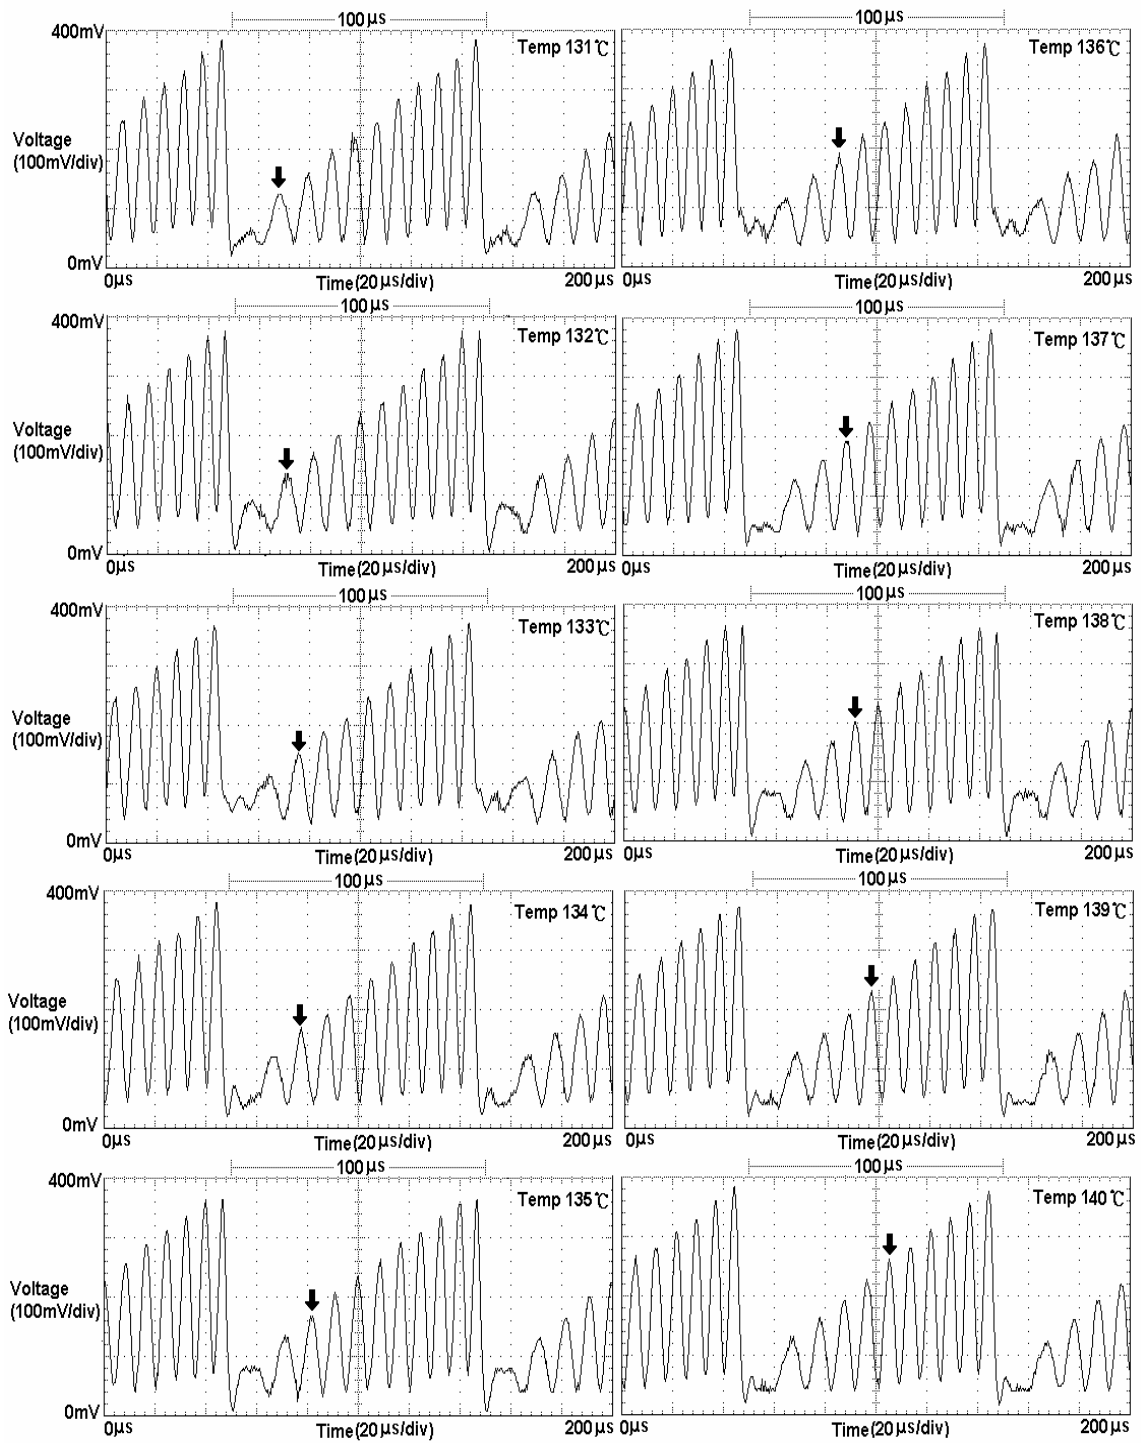 100μs 100μs
400mV Temp 131℃ Temp 136℃
Voltage
(100mV/div)
0mV
0μs Time(20μs/div) 200μs 0μs Time(20μs/div) 200μs
100μs 100μs
400mV Temp 132℃ Temp 137℃
Voltage
(100mV/div)
0mV
0μs Time(20μs/div) 200μs 0μs Time(20μs/div) 200μs
100μs 100μs
400mV Temp 133℃ Temp 138℃
Voltage
(100mV/div)
0mV
0μs Time(20μs/div) 200μs 0μs Time(20μs/div) 200μs
100μs 100μs
400mV Temp 134℃ Temp 139℃
Voltage
(100mV/div)
0mV
0μs Time(20μs/div) 200μs 0μs Time(20μs/div) 200μs
100μs 100μs
400mV Temp 135℃ Temp 140℃
Voltage
(100mV/div)
0mV
0μs Time(20μs/div) 200μs 0μs Time(20μs/div) 200μs